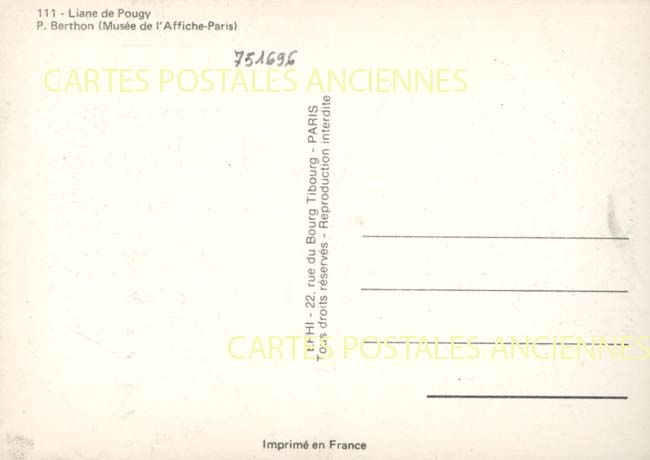 111 - Liane de Pougy
P. Berthon (Musée de l'Affiche-Paris)
751696
CARTES POSTALES ANCIENNES
22, rue du Bourg Tibourg - PARIS
Tous droits réservés - Reproduction interdite
CARTES POSTALES ANCIENNES
Imprimé en France